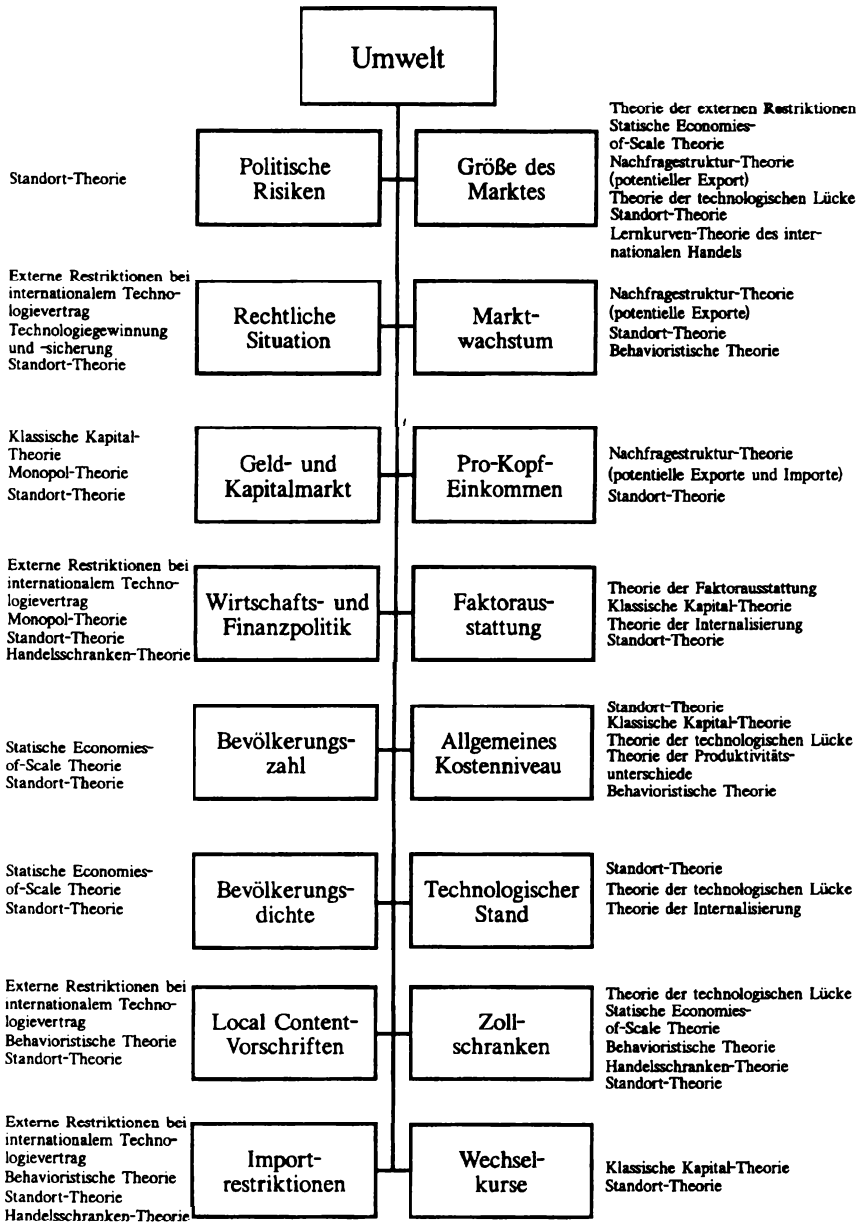 Umwelt
Standort-Theorie
Politische
Risiken
Größe des
Marktes
Theorie der externen Restriktionen
Statische Economies-
of-Scale Theorie
Nachfragestruktur-Theorie
(potentieller Export)
Theorie der technologischen Lücke
Standort-Theorie
Lernkurven-Theorie des inter-
nationalen Handels
Externe Restriktionen bei
internationalem Techno-
logievertrag
Technologiegewinnung
und -sicherung
Standort-Theorie
Rechtliche
Situation
Markt-
wachstum
Nachfragestruktur-Theorie
(potentielle Exporte)
Standort-Theorie
Behavioristische Theorie
Klassische Kapital-
Theorie
Monopol-Theorie
Standort-Theorie
Geld- und
Kapitalmarkt
Pro-Kopf-
Einkommen
Nachfragestruktur-Theorie
(potentielle Exporte und Importe)
Standort-Theorie
Externe Restriktionen bei
internationalem Techno-
logievertrag
Monopol-Theorie
Standort-Theorie
Handelsschranken-Theorie
Wirtschafts- und
Finanzpolitik
Faktoraus-
stattung
Theorie der Faktorausstattung
Klassische Kapital-Theorie
Theorie der Internalisierung
Standort-Theorie
Statische Economies-
of-Scale Theorie
Standort-Theorie
Bevölkerungs-
zahl
Allgemeines
Kostenniveau
Standort-Theorie
Klassische Kapital-Theorie
Theorie der technologischen Lücke
Theorie der Produktivitäts-
unterschiede
Behavioristische Theorie
Statische Economies-
of-Scale Theorie
Standort-Theorie
Bevölkerungs-
dichte
Technologischer
Stand
Standort-Theorie
Theorie der technologischen Lücke
Theorie der Internalisierung
Externe Restriktionen bei
internationalem Techno-
logievertrag
Behavioristische Theorie
Standort-Theorie
Local Content-
Vorschriften
Zoll-
schranken
Theorie der technologischen Lücke
Statische Economies-
of-Scale Theorie
Behavioristische Theorie
Handelsschranken-Theorie
Standort-Theorie
Externe Restriktionen bei
internationalem Techno-
logievertrag
Behavioristische Theorie
Standort-Theorie
Handelsschranken-Theorie
Import-
restriktionen
Wechsel-
kurse
Klassische Kapital-Theorie
Standort-Theorie